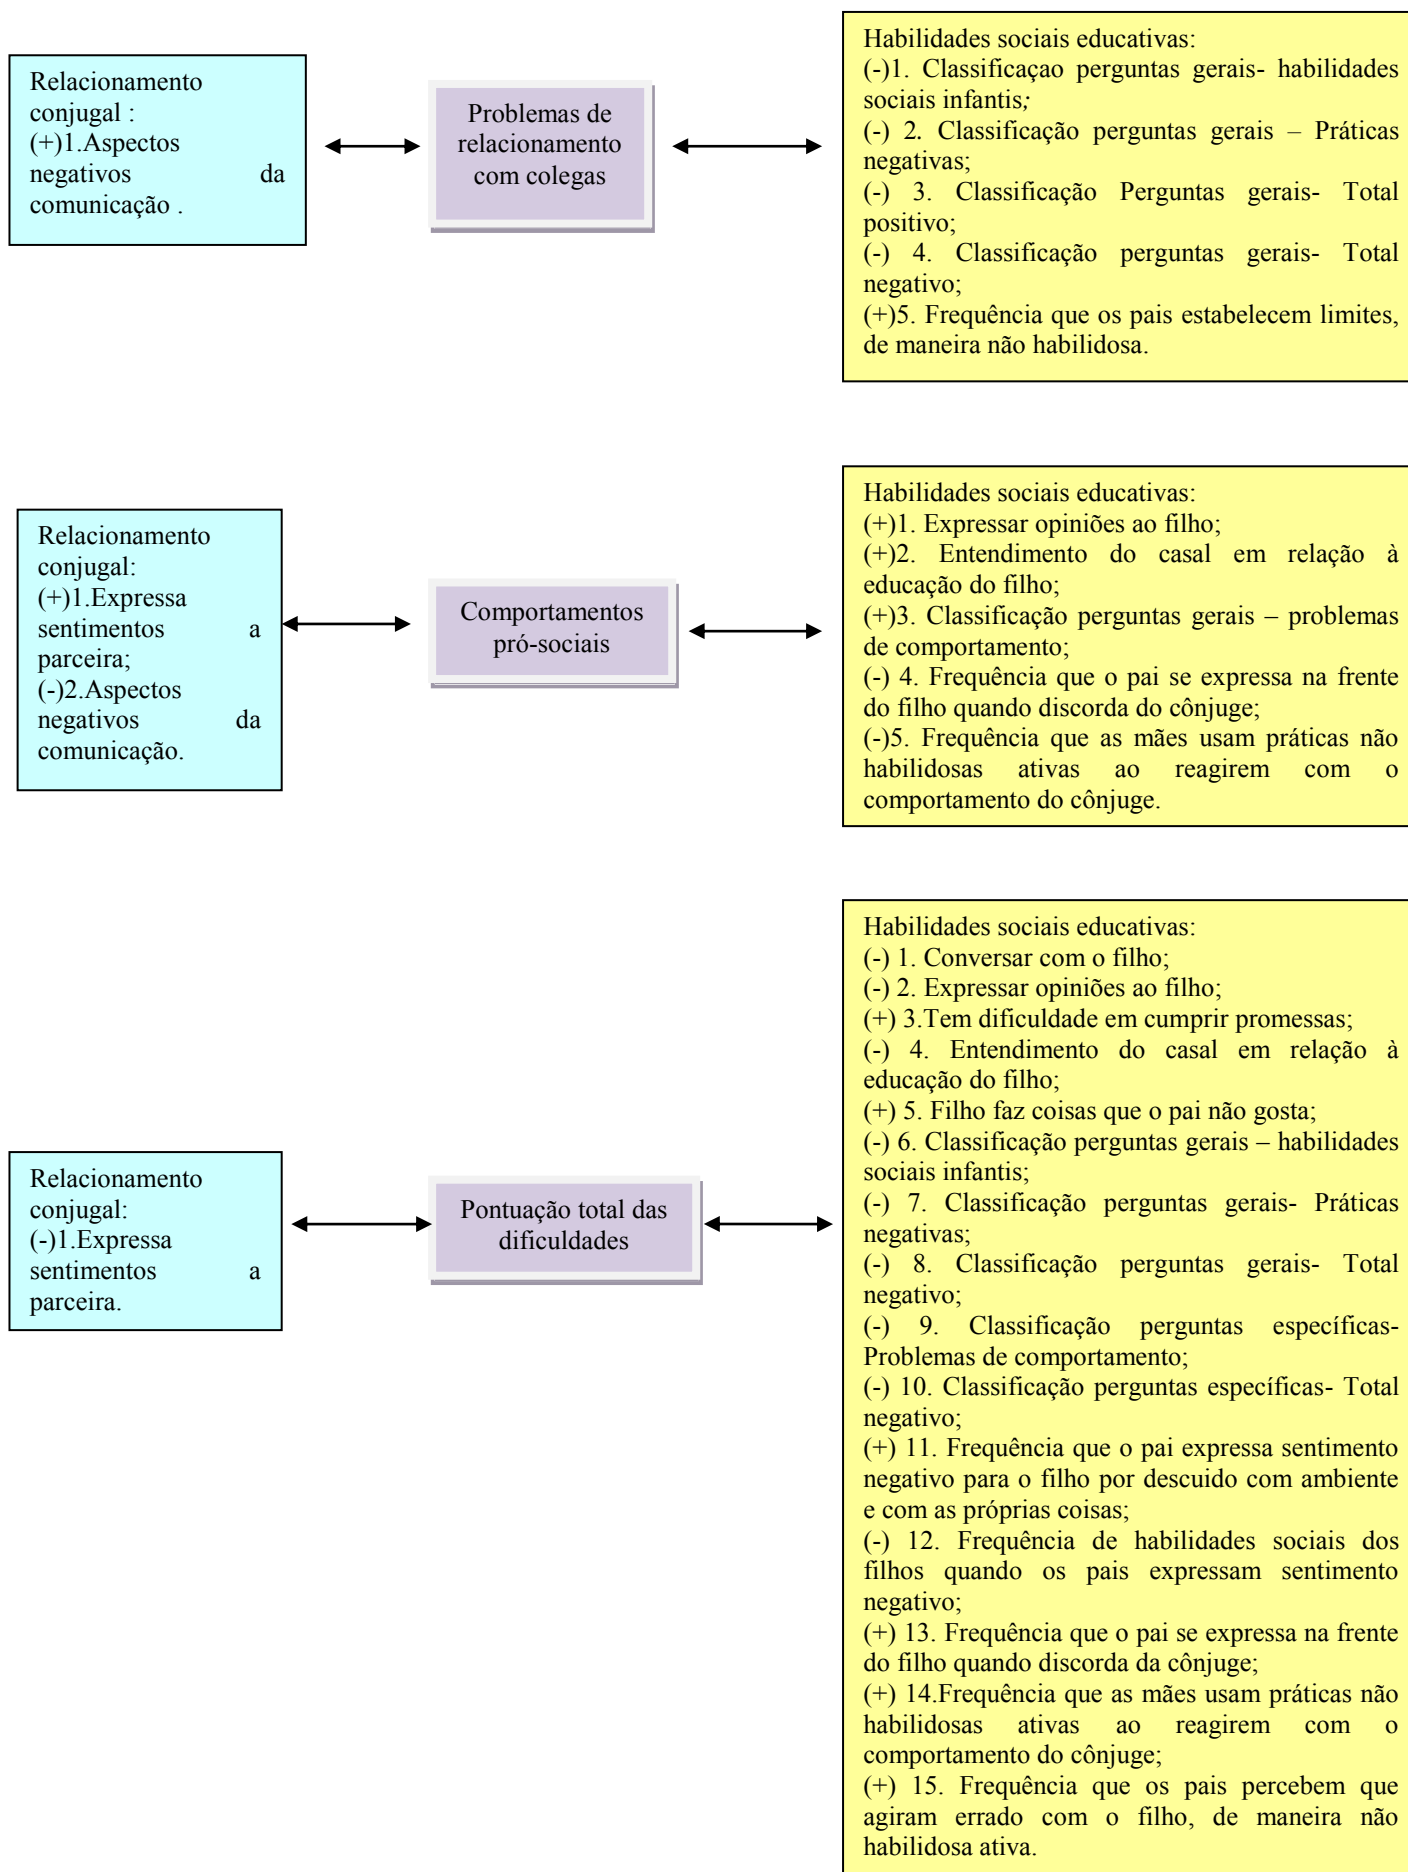 Relacionamento
conjugal :
(+)1.Aspectos
negativos da
comunicação .
Problemas de
relacionamento
com colegas
Habilidades sociais educativas:
(-)1. Classificaçao perguntas gerais- habilidades
sociais infantis;
(-) 2. Classificação perguntas gerais – Práticas
negativas;
(-) 3. Classificação Perguntas gerais- Total
positivo;
(-) 4. Classificação perguntas gerais- Total
negativo;
(+)5. Frequência que os pais estabelecem limites,
de maneira não habilidosa.
Relacionamento
conjugal:
(+)1.Expressa
sentimentos a
parceira;
(-)2.Aspectos
negativos da
comunicação.
Comportamentos
pró-sociais
Habilidades sociais educativas:
(+)1. Expressar opiniões ao filho;
(+)2. Entendimento do casal em relação à
educação do filho;
(+)3. Classificação perguntas gerais – problemas
de comportamento;
(-) 4. Frequência que o pai se expressa na frente
do filho quando discorda do cônjuge;
(-)5. Frequência que as mães usam práticas não
habilidosas ativas ao reagirem com o
comportamento do cônjuge.
Relacionamento
conjugal:
(-)1.Expressa
sentimentos a
parceira.
Pontuação total das
dificuldades
Habilidades sociais educativas:
(-) 1. Conversar com o filho;
(-) 2. Expressar opiniões ao filho;
(+) 3.Tem dificuldade em cumprir promessas;
(-) 4. Entendimento do casal em relação à
educação do filho;
(+) 5. Filho faz coisas que o pai não gosta;
(-) 6. Classificação perguntas gerais – habilidades
sociais infantis;
(-) 7. Classificação perguntas gerais- Práticas
negativas;
(-) 8. Classificação perguntas gerais- Total
negativo;
(-) 9. Classificação perguntas específicas-
Problemas de comportamento;
(-) 10. Classificação perguntas específicas- Total
negativo;
(+) 11. Frequência que o pai expressa sentimento
negativo para o filho por descuido com ambiente
e com as próprias coisas;
(-) 12. Frequência de habilidades sociais dos
filhos quando os pais expressam sentimento
negativo;
(+) 13. Frequência que o pai se expressa na frente
do filho quando discorda da cônjuge;
(+) 14.Frequência que as mães usam práticas não
habilidosas ativas ao reagirem com o
comportamento do cônjuge;
(+) 15. Frequência que os pais percebem que
agiram errado com o filho, de maneira não
habilidosa ativa.